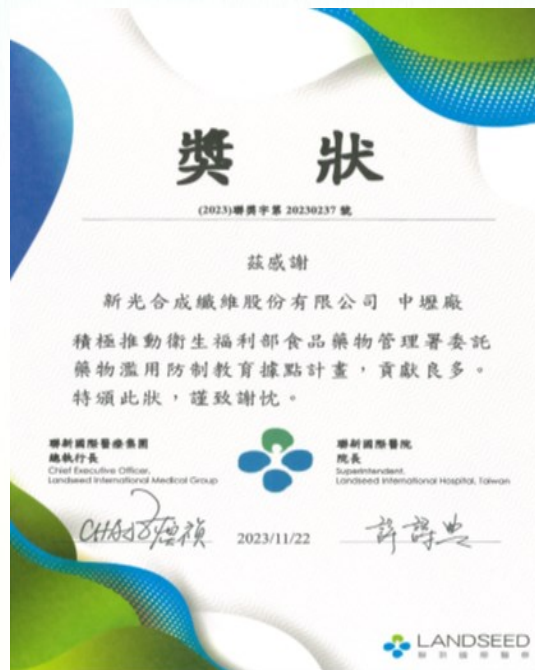 獎 狀
(2023)聯獎字第 20230237 號
茲感謝
新光合成纖維股份有限公司 中壢廠
積極推動衛生福利部食品藥物管理署委託
藥物濫用防制教育據點計畫，貢獻良多。
特頒此狀，謹致謝忱。
聯新國際醫療集團
總執行長
Chief Executive Officer,
Landseed International Medical Group
聯新國際醫院
院長
Superintendent,
Landseed International Hospital, Taiwan
2023/11/22
LANDSEED